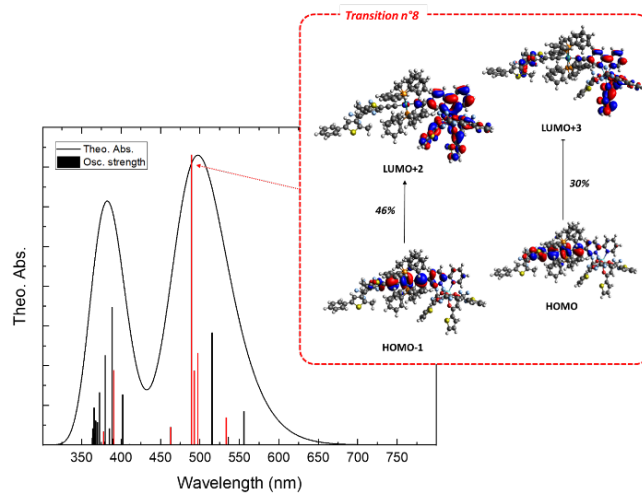 Transition n°8
LUMO+2
LUMO+3
46%
30%
HOMO-1
HOMO
Theo. Abs.
Osc. strength
Theo. Abs.
350 400 450 500 550 600 650 700 750
Wavelength (nm)